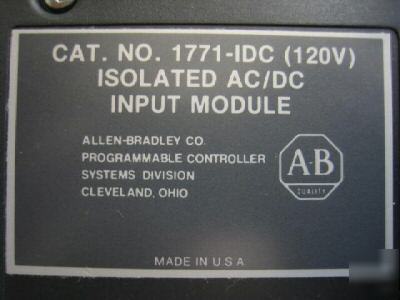 CAT. NO. 1771-IDC (120V)
ISOLATED AC/DC
INPUT MODULE
ALLEN-BRADLEY CO.
PROGRAMMABLE CONTROLLER
SYSTEMS DIVISION
CLEVELAND, OHIO
A-B
QUALITY
MADE IN U.S.A